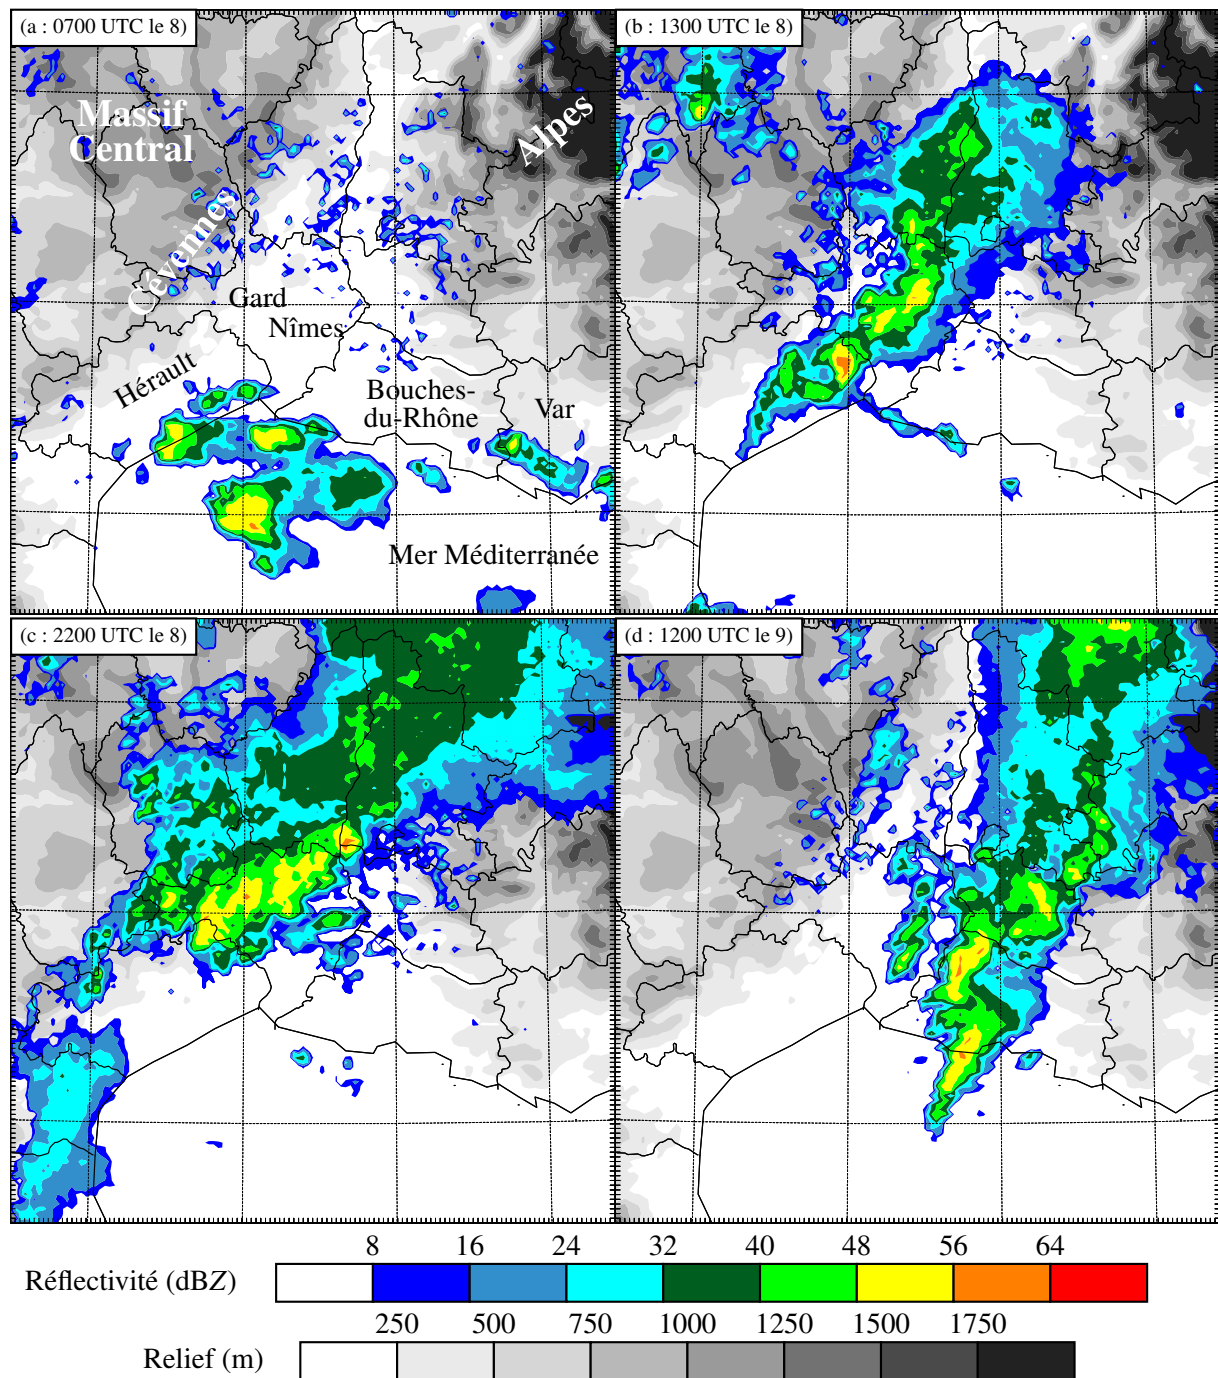 (a : 0700 UTC le 8)
(b : 1300 UTC le 8)
Massif
Central
Alpes
Cévennes
Gard
Nîmes
Hérault
Bouches-
du-Rhône
Var
Mer Méditerranée
(c : 2200 UTC le 8)
(d : 1200 UTC le 9)
8 16 24 32 40 48 56 64
Réflectivité (dBZ)
250 500 750 1000 1250 1500 1750
Relief (m)